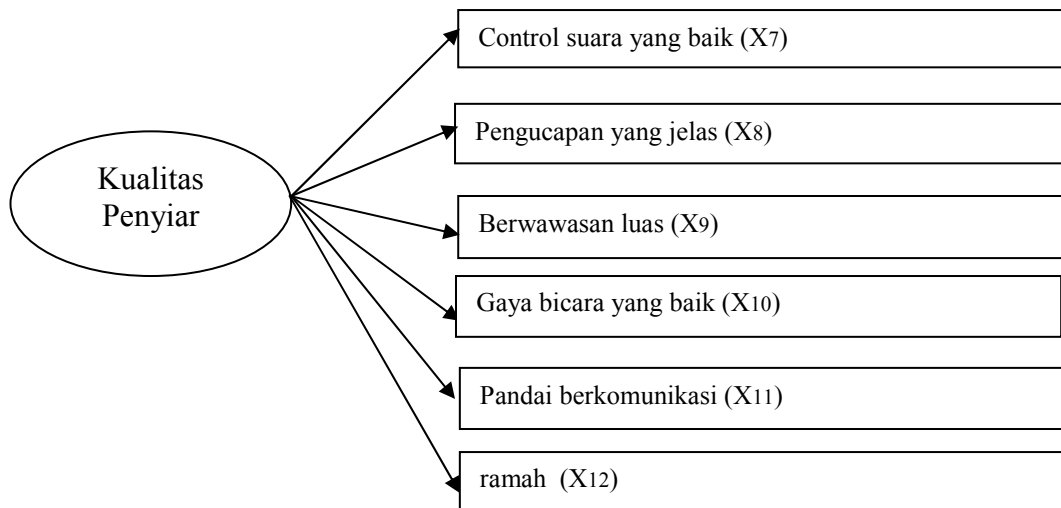 Control suara yang baik (X7)
Pengucapan yang jelas (X8)
Kualitas
Penyiar
Berwawasan luas (X9)
Gaya bicara yang baik (X10)
Pandai berkomunikasi (X11)
ramah  (X12)